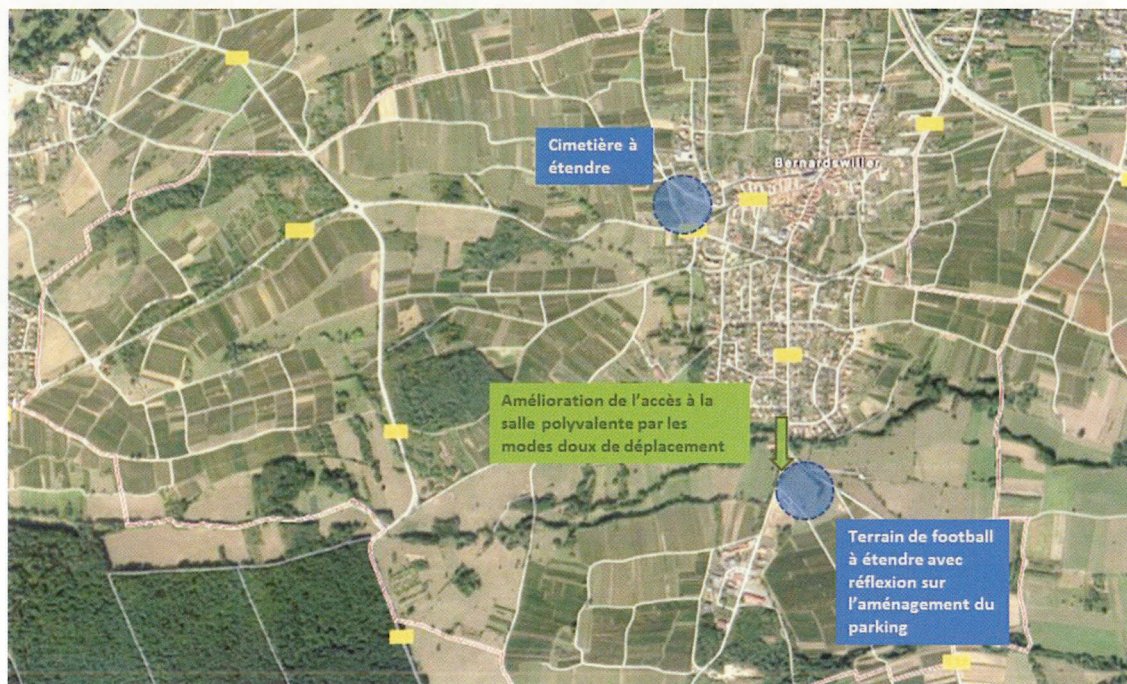 Cimetière à
étendre
Bernardswiller
Amélioration de l'accès à la
salle polyvalente par les
modes doux de déplacement
Terrain de football
à étendre avec
réflexion sur
l'aménagement du
parking